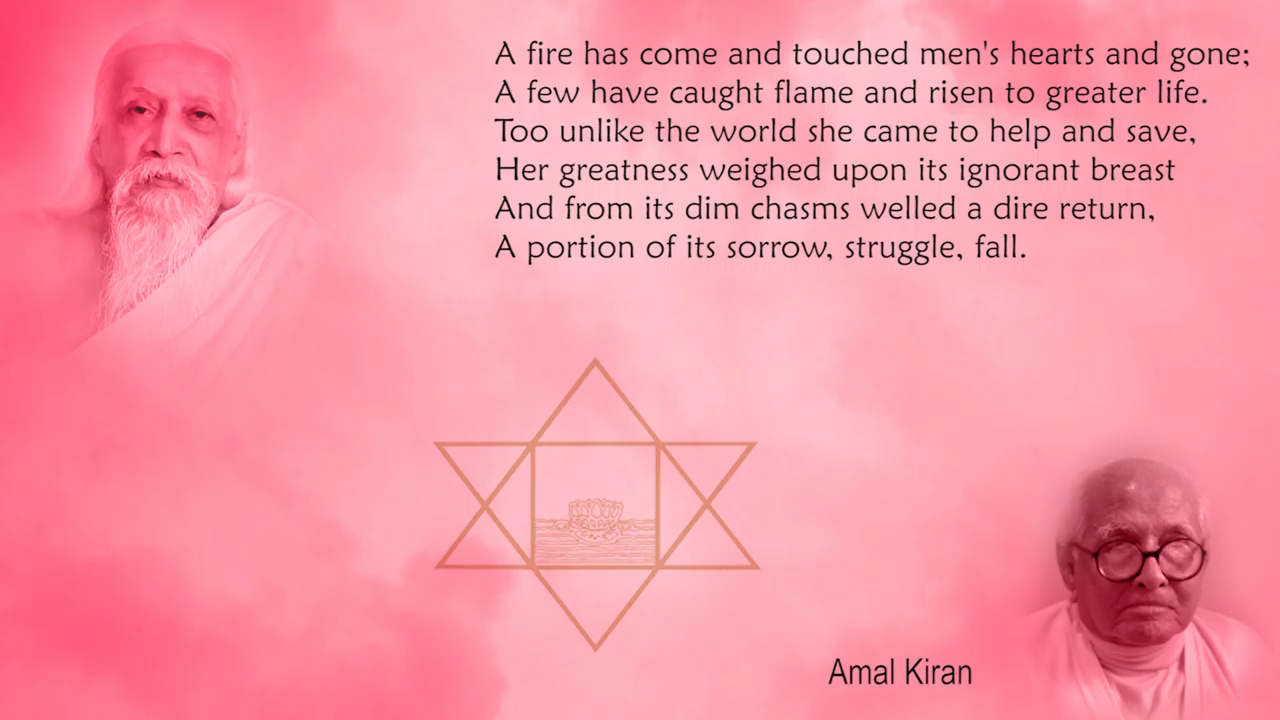 A fire has come and touched men's hearts and gone;
A few have caught flame and risen to greater life.
Too unlike the world she came to help and save,
Her greatness weighed upon its ignorant breast
And from its dim chasms welled a dire return,
A portion of its sorrow, struggle, fall.
Amal Kiran